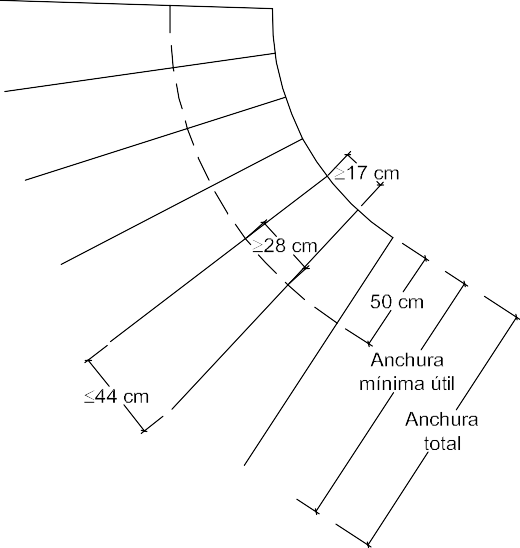 ≥17 cm
≥28 cm
50 cm
Anchura
mínima útil
≤44 cm
Anchura
total